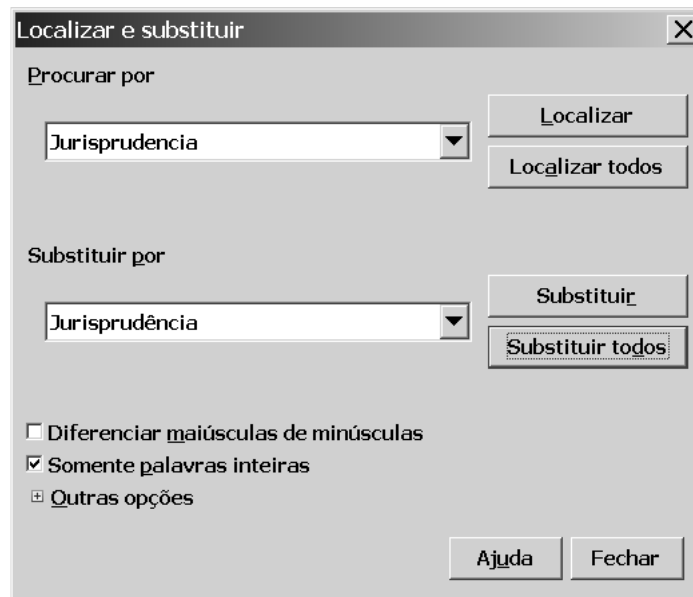 Localizar e substituir
Procurar por
Jurisprudencia
Localizar
Localizar todos
Substituir por
Jurisprudência
Substituir
Substituir todos
Diferenciar maiúsculas de minúsculas
Somente palavras inteiras
Outras opções
Ajuda
Fechar